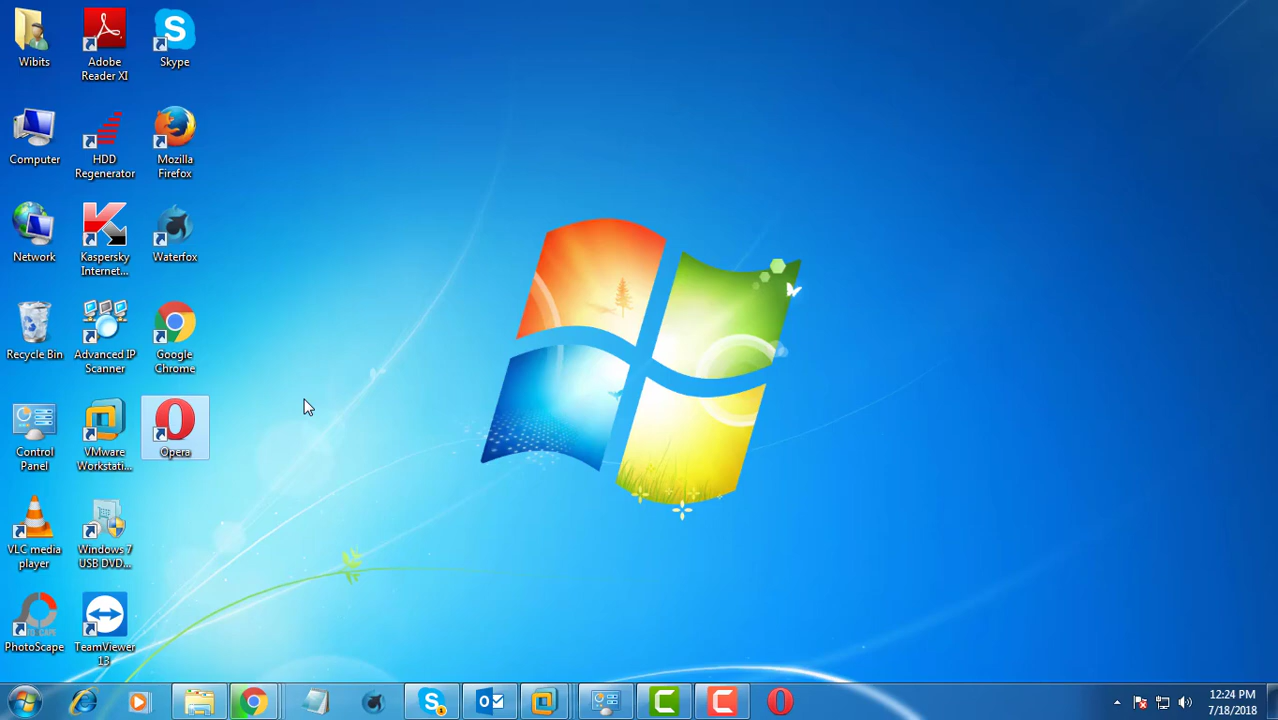 Wibits
Adobe
Reader XI
Skype
Computer
HDD
Regenerator
Mozilla
Firefox
Network
Kaspersky
Internet...
Waterfox
Recycle Bin
Advanced IP
Scanner
Google
Chrome
Control
Panel
VMware
Workstati...
Opera
VLC media
player
Windows 7
USB DVD...
PhotoScape
TeamViewer
13
12:24 PM
7/18/2018